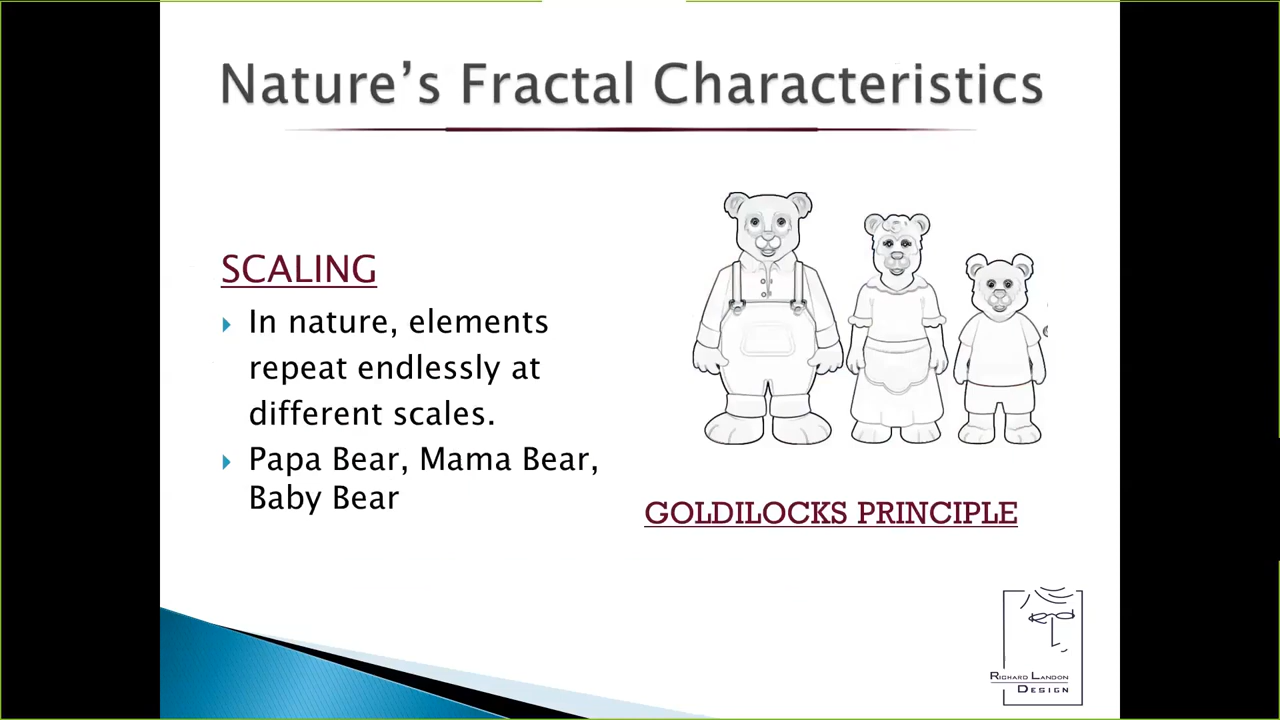 Nature’s Fractal Characteristics
SCALING
In nature, elements
repeat endlessly at
different scales.
Papa Bear, Mama Bear,
Baby Bear
GOLDILOCKS PRINCIPLE
RICHARD LANDON
DESIGN